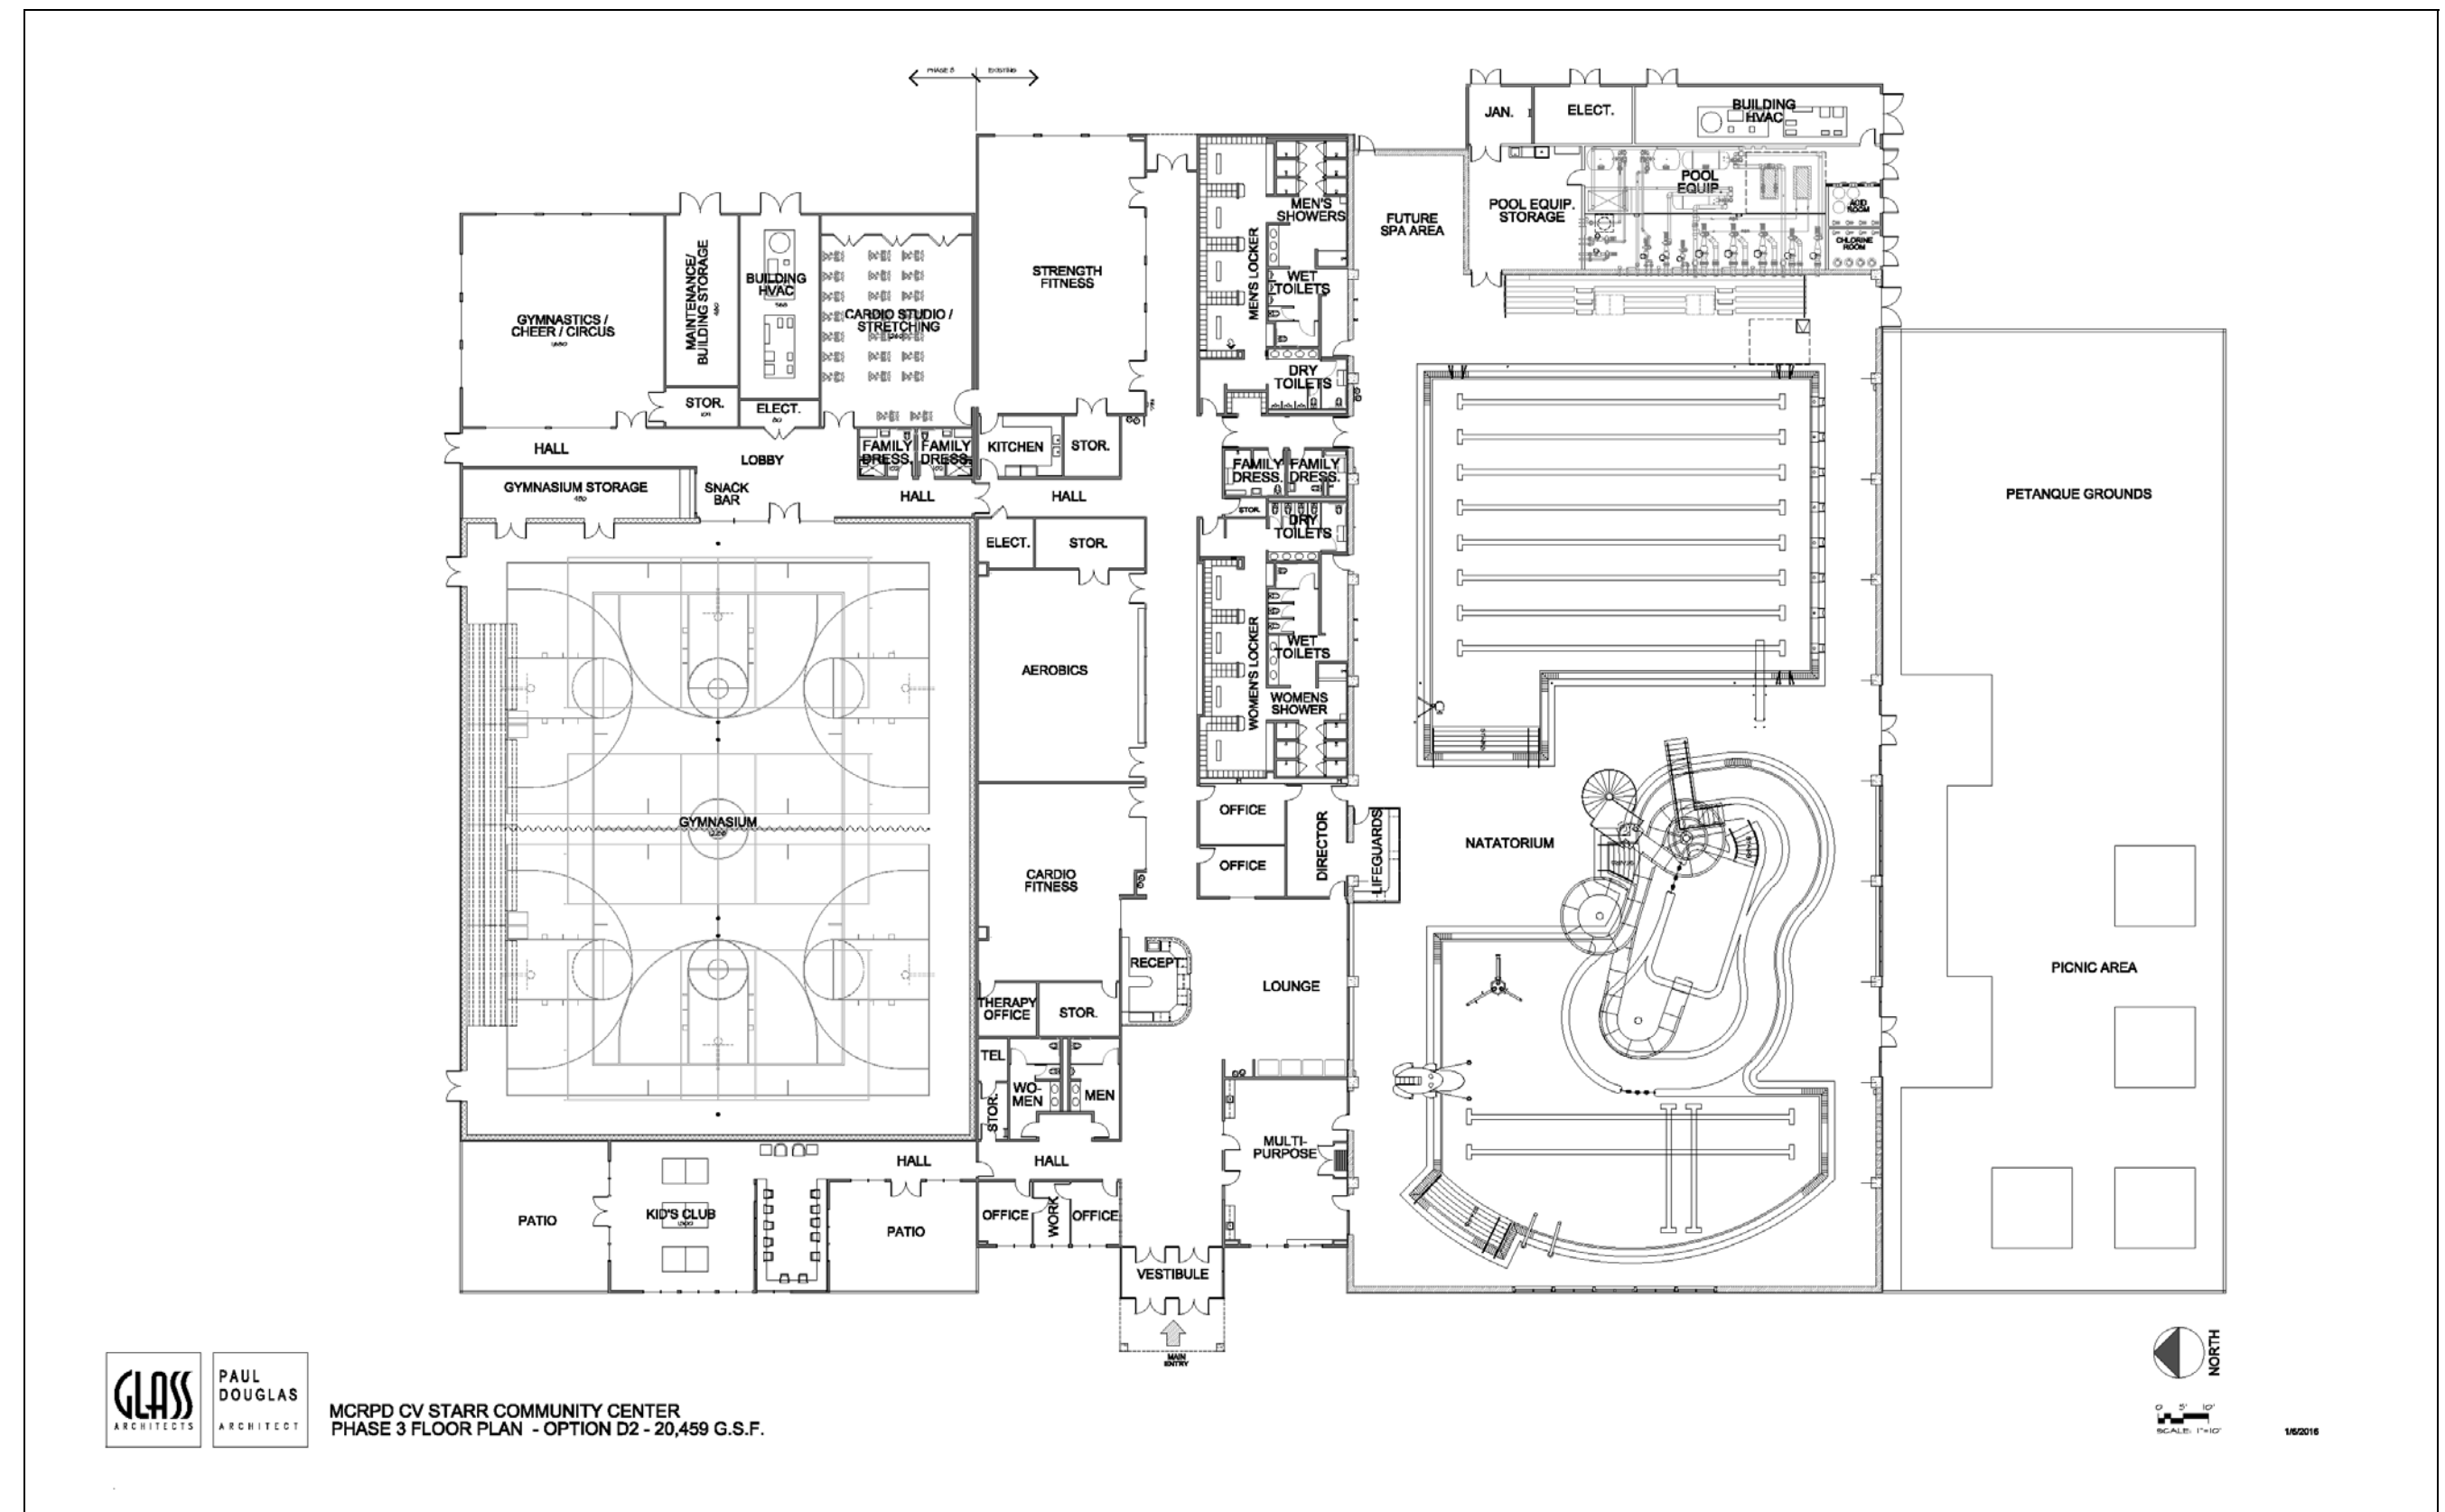 PHASE 3
EXISTING
JAN.
ELECT.
BUILDING
HVAC
POOL
EQUIP.
POOL EQUIP.
STORAGE
ACID
ROOM
CHLORINE
ROOM
FUTURE
SPA AREA
MEN'S
SHOWERS
MEN'S LOCKER
WET
TOILETS
DRY
TOILETS
STRENGTH
FITNESS
MAINTENANCE/
BUILDING STORAGE
BUILDING
HVAC
CARDIO STUDIO /
STRETCHING
GYMNASTICS /
CHEER / CIRCUS
STOR.
ELECT.
HALL
LOBBY
FAMILY
DRESS.
FAMILY
DRESS.
KITCHEN
STOR.
FAMILY
DRESS.
FAMILY
DRESS.
GYMNASIUM STORAGE
SNACK
BAR
HALL
HALL
STOR.
DRY
TOILETS
PETANQUE GROUNDS
ELECT.
STOR.
AEROBICS
WOMEN'S LOCKER
WET
TOILETS
WOMENS
SHOWER
GYMNASIUM
OFFICE
OFFICE
DIRECTOR
LIFEGUARDS
NATATORIUM
CARDIO
FITNESS
RECEPT.
LOUNGE
PICNIC AREA
THERAPY
OFFICE
STOR.
TEL
STOR.
WO-
MEN
MEN
MULTI-
PURPOSE
HALL
HALL
PATIO
KID'S CLUB
PATIO
OFFICE
WORK
OFFICE
VESTIBULE
MAIN
ENTRY
NORTH
GLASS
ARCHITECTS
PAUL
DOUGLAS
ARCHITECT
MCRPD CV STARR COMMUNITY CENTER
PHASE 3 FLOOR PLAN - OPTION D2 - 20,459 G.S.F.
0 5' 10'
SCALE: 1"=10'
1/6/2016